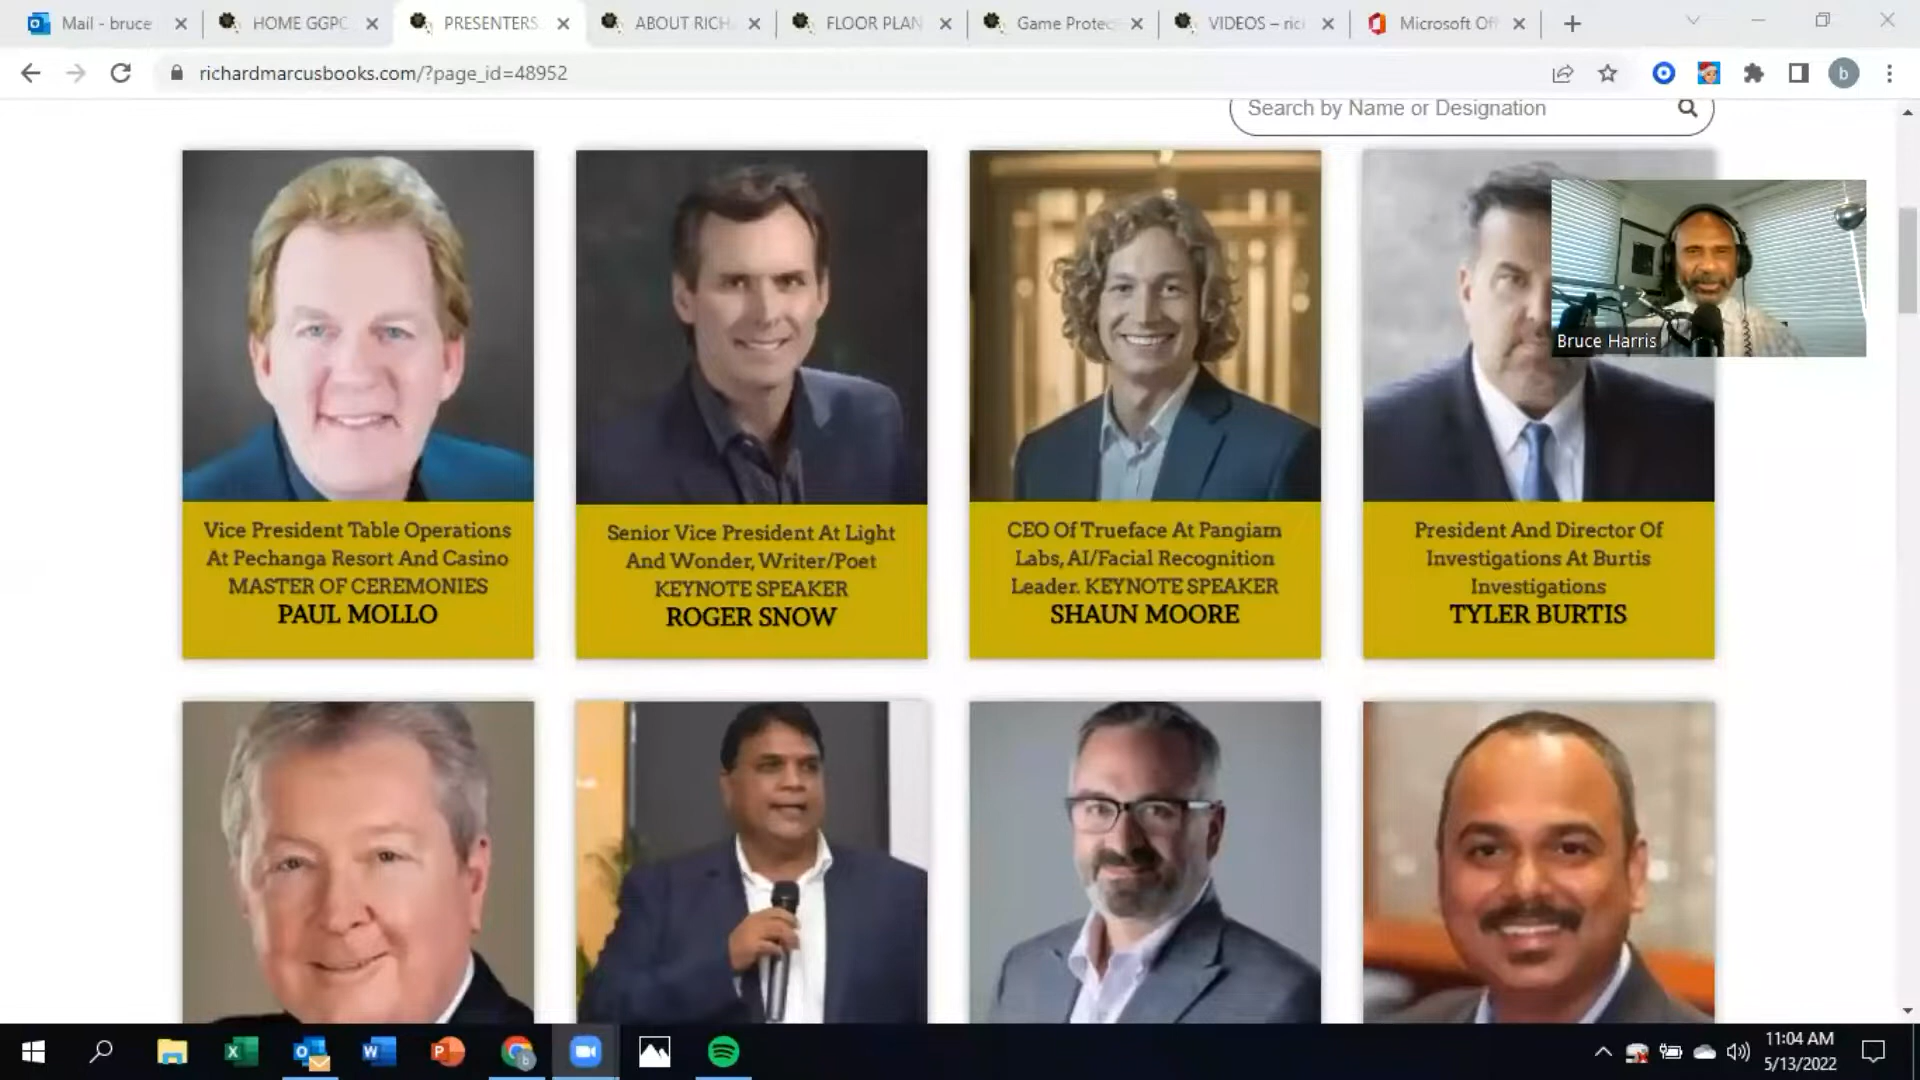 Mail - bruce
HOME GGPC
PRESENTERS
ABOUT RICH
FLOOR PLAN
Game Protec
VIDEOS – ric
Microsoft Off
richardmarcusbooks.com/?page_id=48952
b
Search by Name or Designation
Bruce Harris
Vice President Table Operations
At Pechanga Resort And Casino
MASTER OF CEREMONIES
PAUL MOLLO
Senior Vice President At Light
And Wonder, Writer/Poet
KEYNOTE SPEAKER
ROGER SNOW
CEO Of Trueface At Pangiam
Labs, AI/Facial Recognition
Leader. KEYNOTE SPEAKER
SHAUN MOORE
President And Director Of
Investigations At Burtis
Investigations
TYLER BURTIS
11:04 AM
5/13/2022